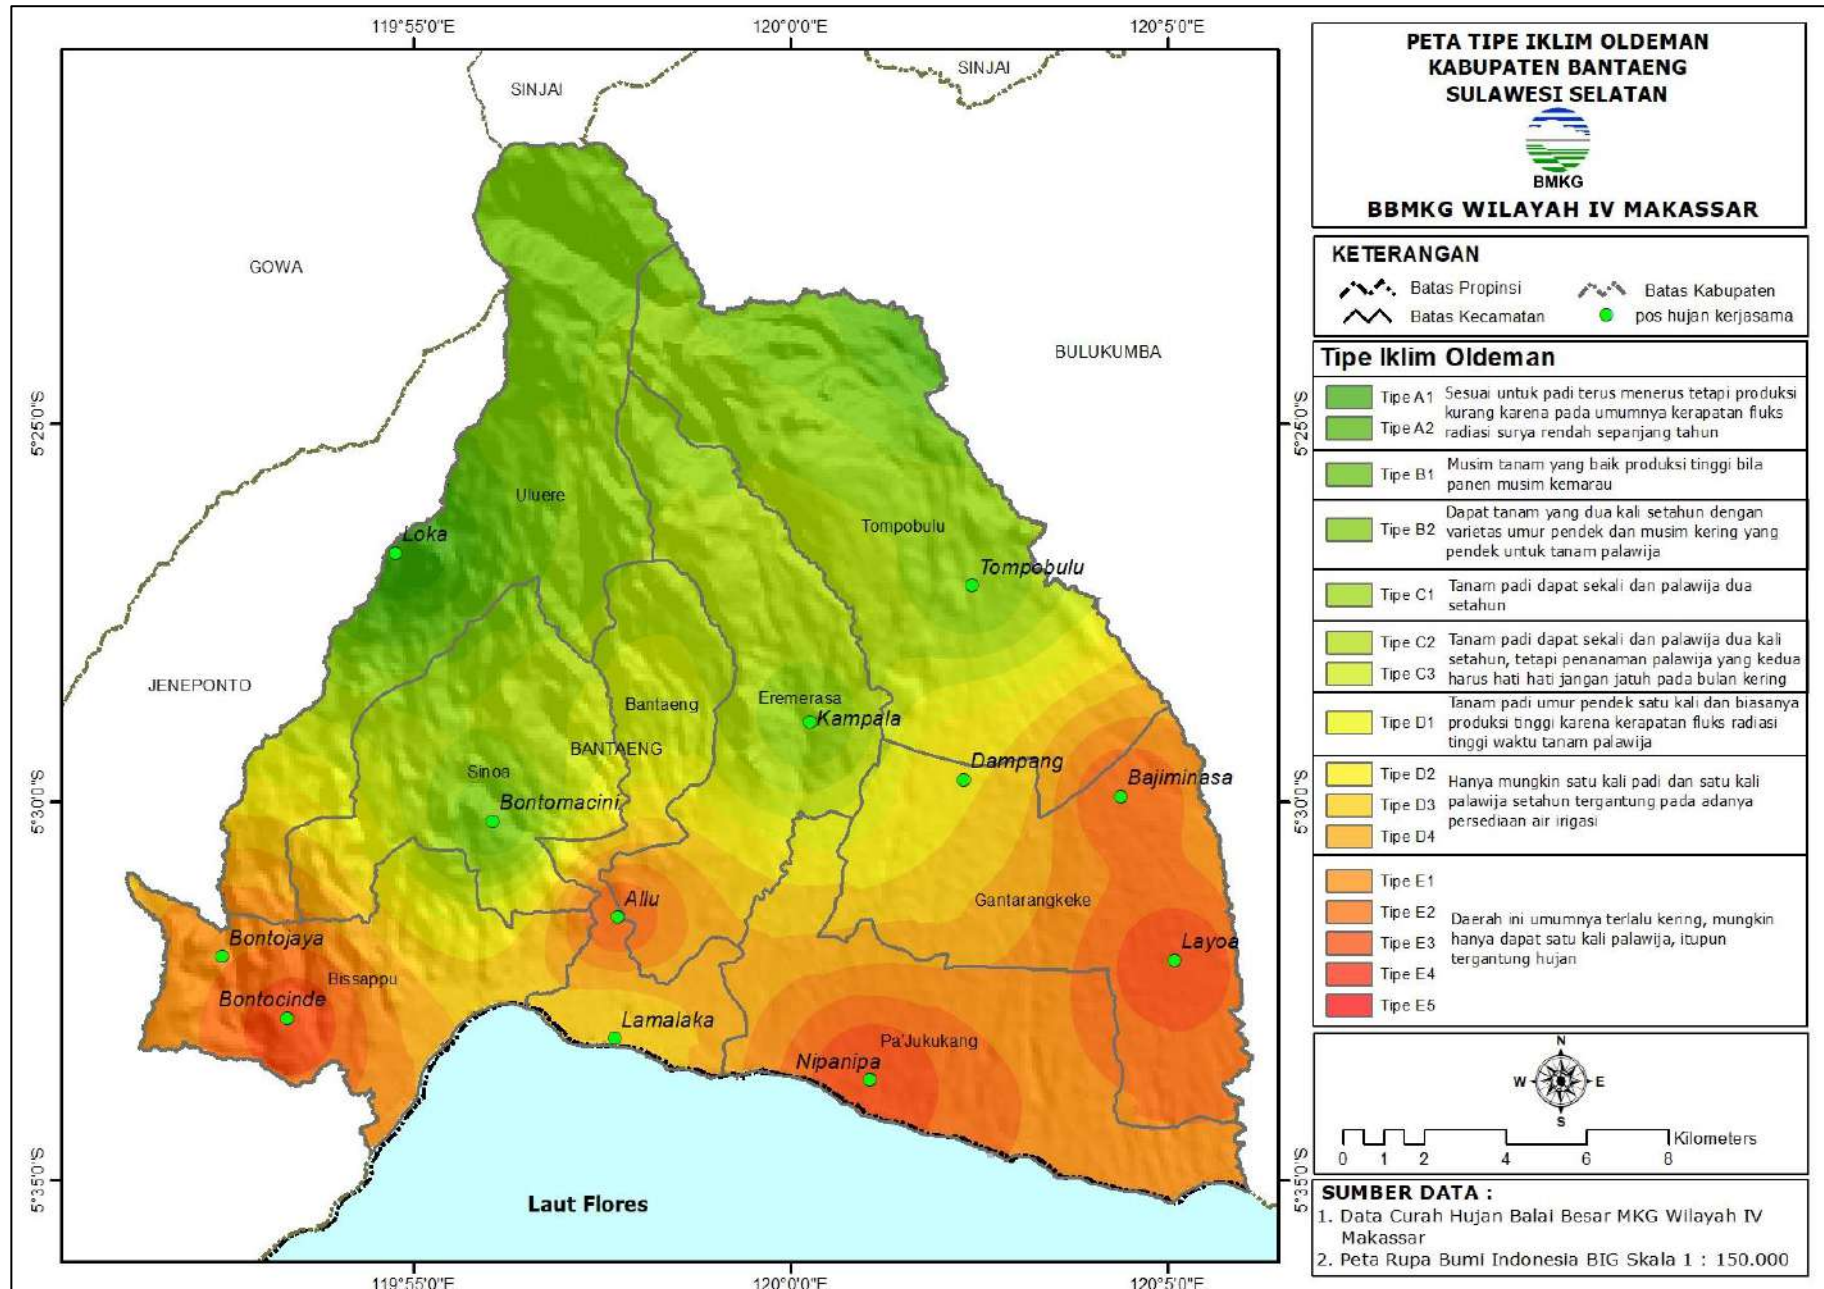 119°55'0"E
120°0'0"E
120°5'0"E
SINJAI
SINJAI
GOWA
BULUKUMBA
5°25'0"S
5°25'0"S
Uluere
Loka
Tompobulu
Tompobulu
JENEPONTO
Bantaeng
Eremerasa
Kampala
BANTAENG
Sinoa
Dampang
Bajiminasa
Bontomacini
5°30'0"S
5°30'0"S
Allu
Gantarangkeke
Bontojaya
Layoa
Bissappu
Bontocinde
Lamalaka
Pa'Jukukang
Nipanipa
5°35'0"S
5°35'0"S
Laut Flores
119°55'0"E
120°0'0"E
120°5'0"E
PETA TIPE IKLIM OLDEMAN
KABUPATEN BANTAENG
SULAWESI SELATAN
BMKG
BBMKG WILAYAH IV MAKASSAR
KETERANGAN
Batas Propinsi
Batas Kabupaten
Batas Kecamatan
pos hujan kerjasama
Tipe Iklim Oldeman
Tipe A1
Tipe A2
Sesuai untuk padi terus menerus tetapi produksi
kurang karena pada umumnya kerapatan fluks
radiasi surya rendah sepanjang tahun
Tipe B1
Musim tanam yang baik produksi tinggi bila
panen musim kemarau
Tipe B2
Dapat tanam yang dua kali setahun dengan
varietas umur pendek dan musim kering yang
pendek untuk tanam palawija
Tipe C1
Tanam padi dapat sekali dan palawija dua
setahun
Tipe C2
Tipe C3
Tanam padi dapat sekali dan palawija dua kali
setahun, tetapi penanaman palawija yang kedua
harus hati hati jangan jatuh pada bulan kering
Tipe D1
Tanam padi umur pendek satu kali dan biasanya
produksi tinggi karena kerapatan fluks radiasi
tinggi waktu tanam palawija
Tipe D2
Tipe D3
Tipe D4
Hanya mungkin satu kali padi dan satu kali
palawija setahun tergantung pada adanya
persediaan air irigasi
Tipe E1
Tipe E2
Tipe E3
Tipe E4
Tipe E5
Daerah ini umumnya terlalu kering, mungkin
hanya dapat satu kali palawija, itupun
tergantung hujan
N
W
E
S
Kilometers
0 1 2 4 6 8
SUMBER DATA :
1. Data Curah Hujan Balai Besar MKG Wilayah IV
Makassar
2. Peta Rupa Bumi Indonesia BIG Skala 1 : 150.000